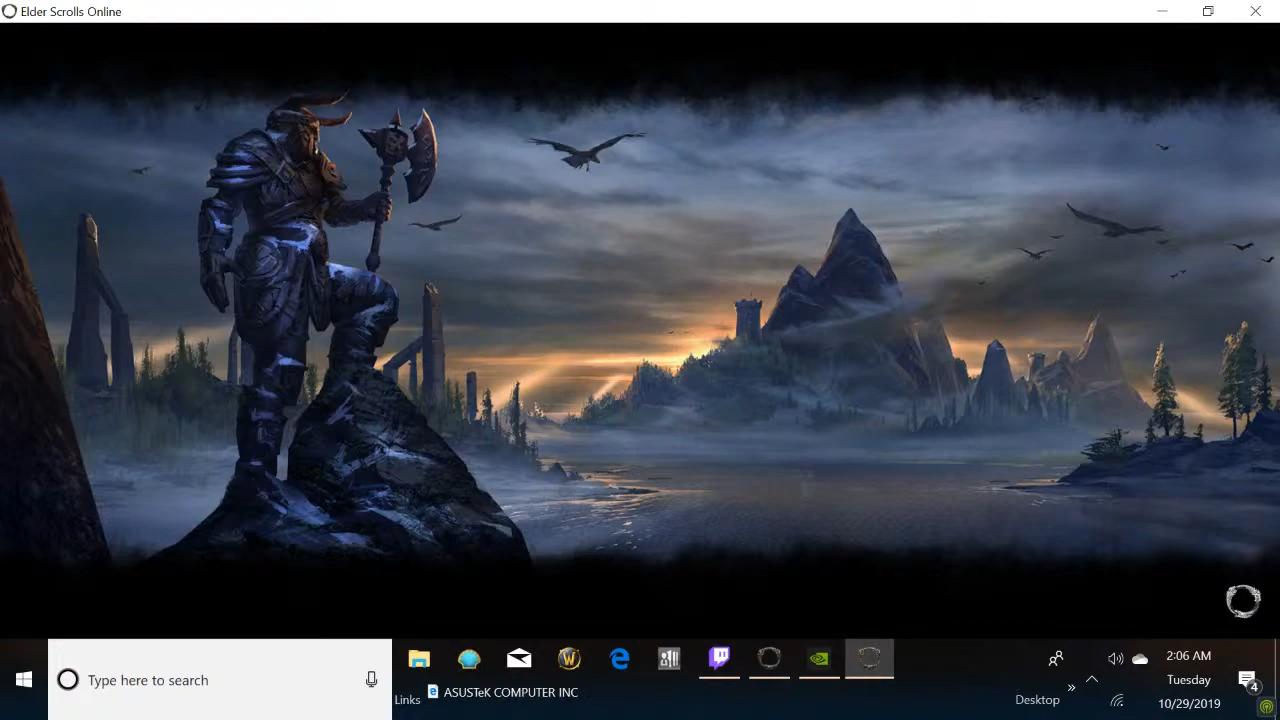 Elder Scrolls Online
Type here to search
Links
ASUSTeK COMPUTER INC
Desktop
2:06 AM
Tuesday
10/29/2019
4